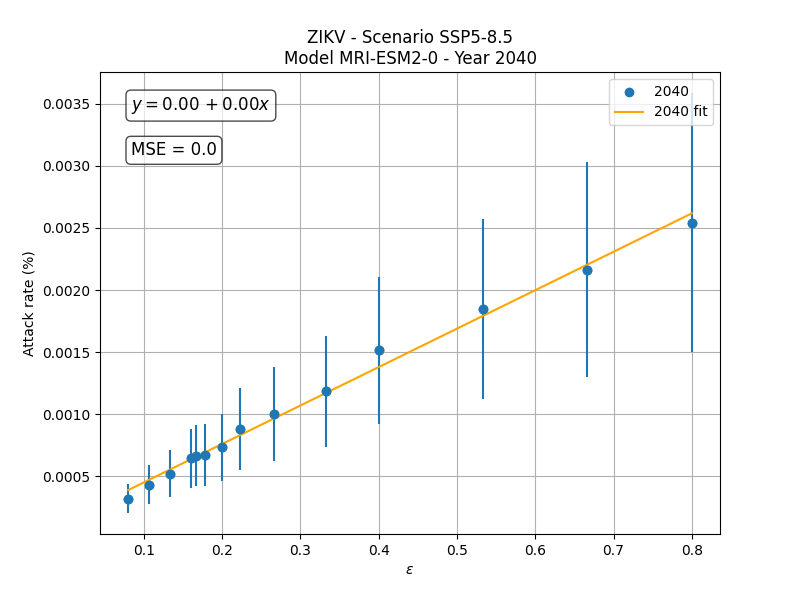 ZIKV - Scenario SSP5-8.5
Model MRI-ESM2-0 - Year 2040
y = 0.00 + 0.00x
MSE = 0.0
2040
2040 fit
Attack rate (%)
0.0035
0.0030
0.0025
0.0020
0.0015
0.0010
0.0005
0.1 0.2 0.3 0.4 0.5 0.6 0.7 0.8
ε